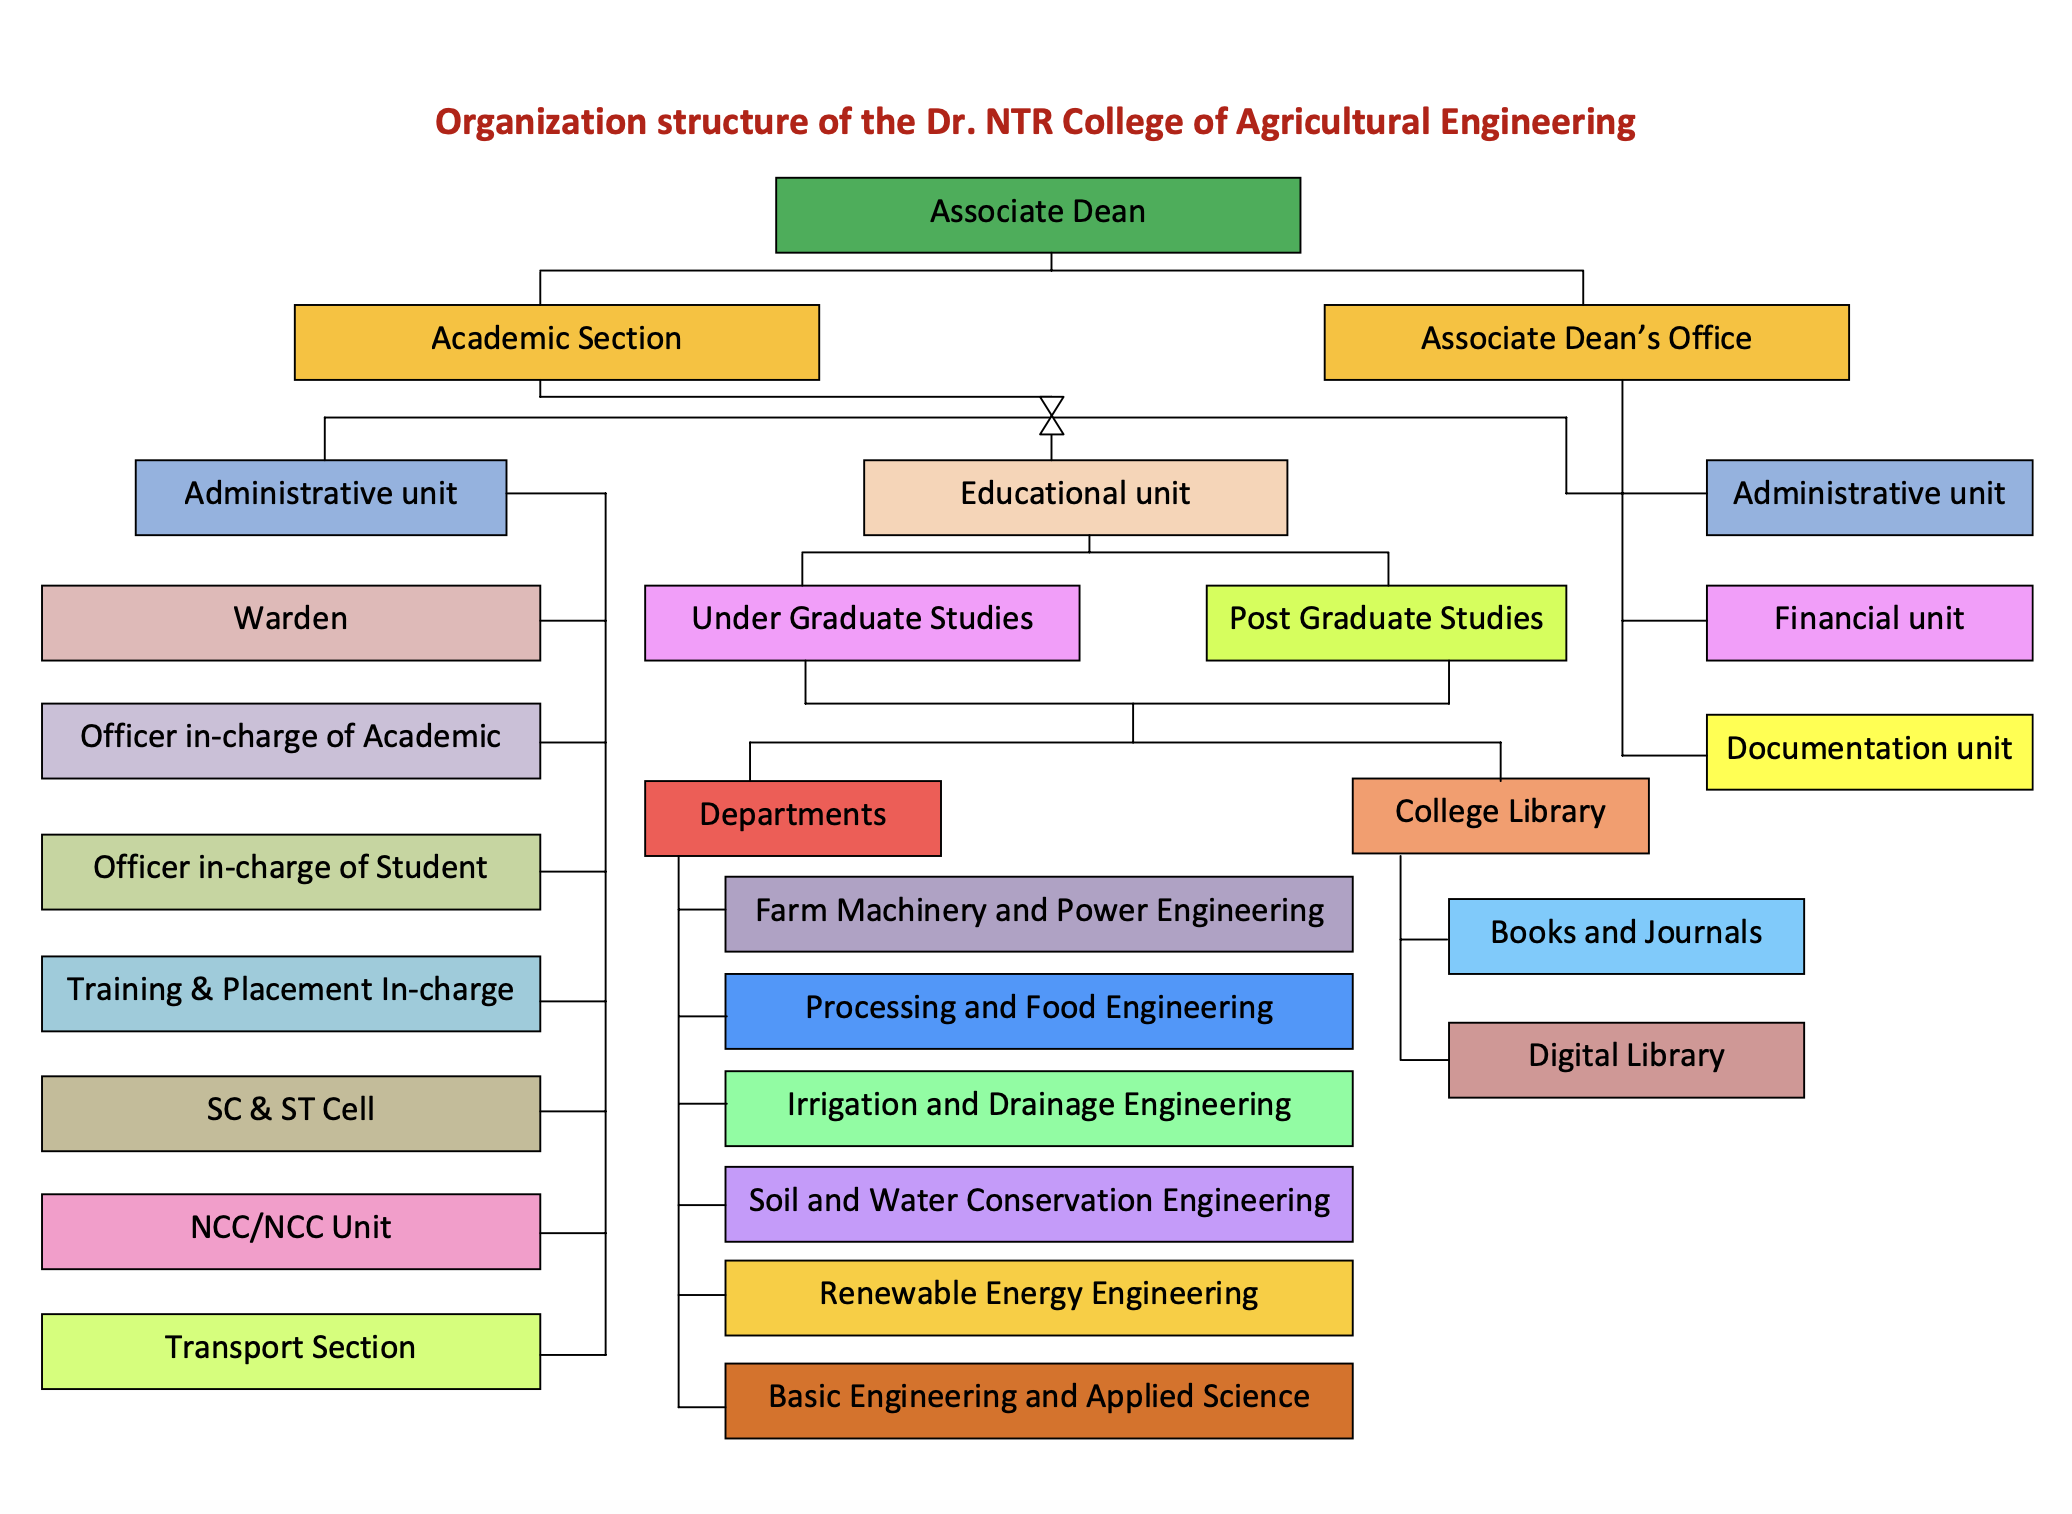 Organization structure of the Dr. NTR College of Agricultural Engineering
Associate Dean
Academic Section
Associate Dean’s Office
Administrative unit
Educational unit
Administrative unit
Warden
Under Graduate Studies
Post Graduate Studies
Financial unit
Officer in-charge of Academic
Documentation unit
Departments
College Library
Officer in-charge of Student
Farm Machinery and Power Engineering
Books and Journals
Training & Placement In-charge
Processing and Food Engineering
Digital Library
SC & ST Cell
Irrigation and Drainage Engineering
Soil and Water Conservation Engineering
NCC/NCC Unit
Renewable Energy Engineering
Transport Section
Basic Engineering and Applied Science